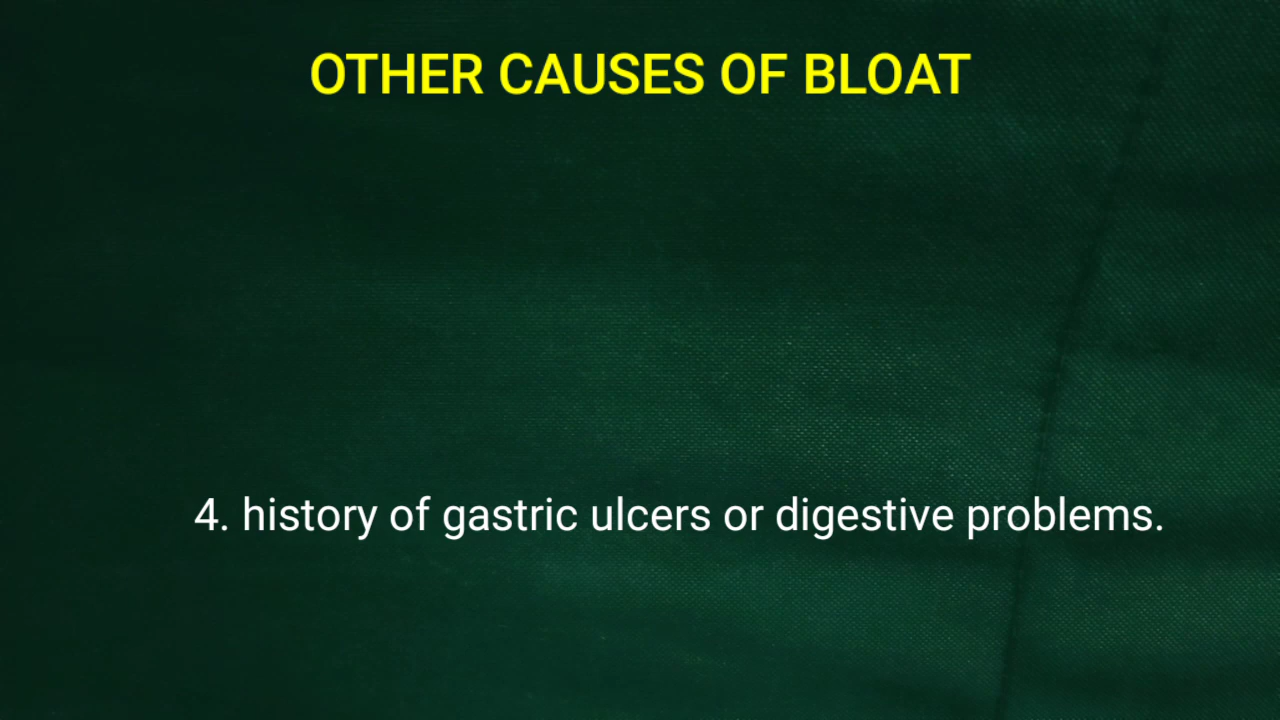 OTHER CAUSES OF BLOAT
4. history of gastric ulcers or digestive problems.